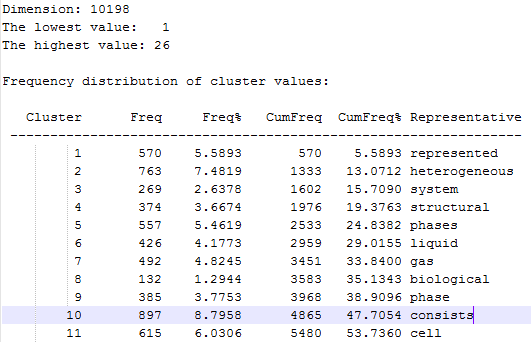 Dimension: 10198
The lowest value:   1
The highest value: 26
Frequency distribution of cluster values:
Cluster Freq Freq% CumFreq CumFreq% Representative
---------------------------------------------------------------
1 570 5.5893 570 5.5893 represented
2 763 7.4819 1333 13.0712 heterogeneous
3 269 2.6378 1602 15.7090 system
4 374 3.6674 1976 19.3763 structural
5 557 5.4619 2533 24.8382 phases
6 426 4.1773 2959 29.0155 liquid
7 492 4.8245 3451 33.8400 gas
8 132 1.2944 3583 35.1343 biological
9 385 3.7753 3968 38.9096 phase
10 897 8.7958 4865 47.7054 consists
11 615 6.0306 5480 53.7360 cell